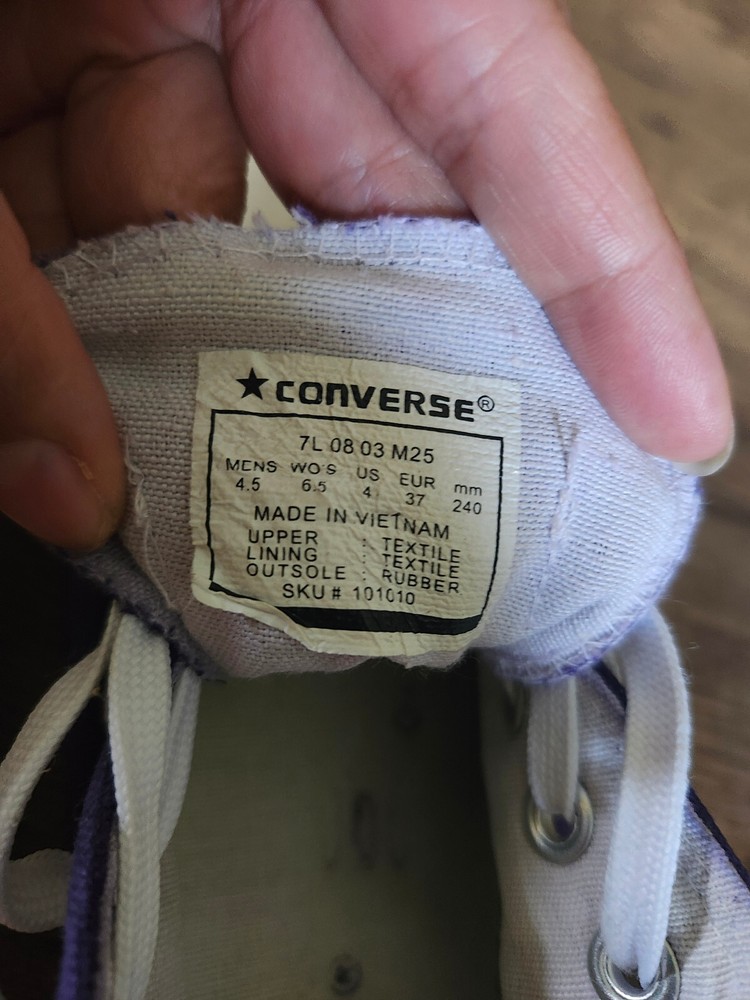 ★CONVERSE®
7L 08 03 M25
MENS WO'S US EUR mm
4.5 6.5 4 37 240
MADE IN VIETNAM
UPPER : TEXTILE
LINING : TEXTILE
OUTSOLE : RUBBER
SKU # 101010